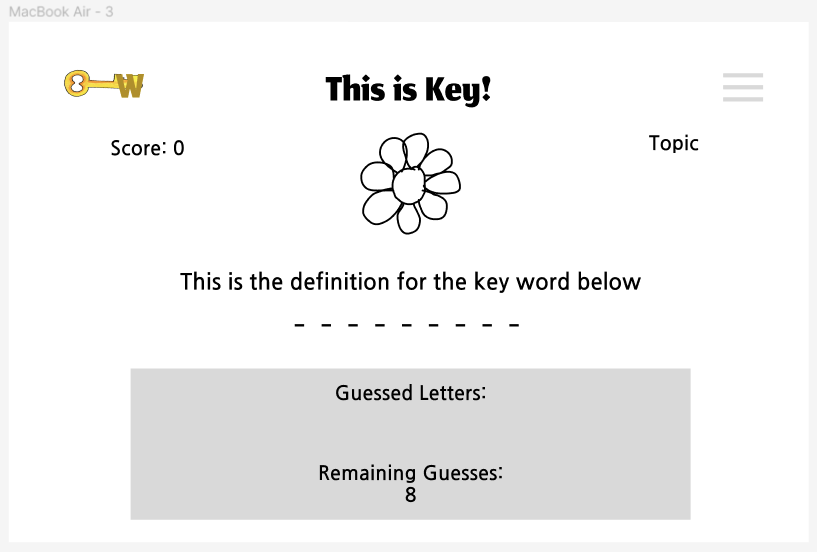 MacBook Air - 3
W
This is Key!
Score: 0
Topic
This is the definition for the key word below
- - - - - - - - -
Guessed Letters:
Remaining Guesses:
8